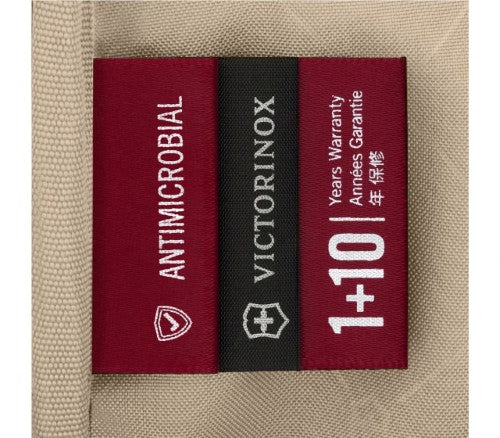 ANTIMICROBIAL
VICTORINOX
1+10
Years Warranty
Années Garantie
年 保修